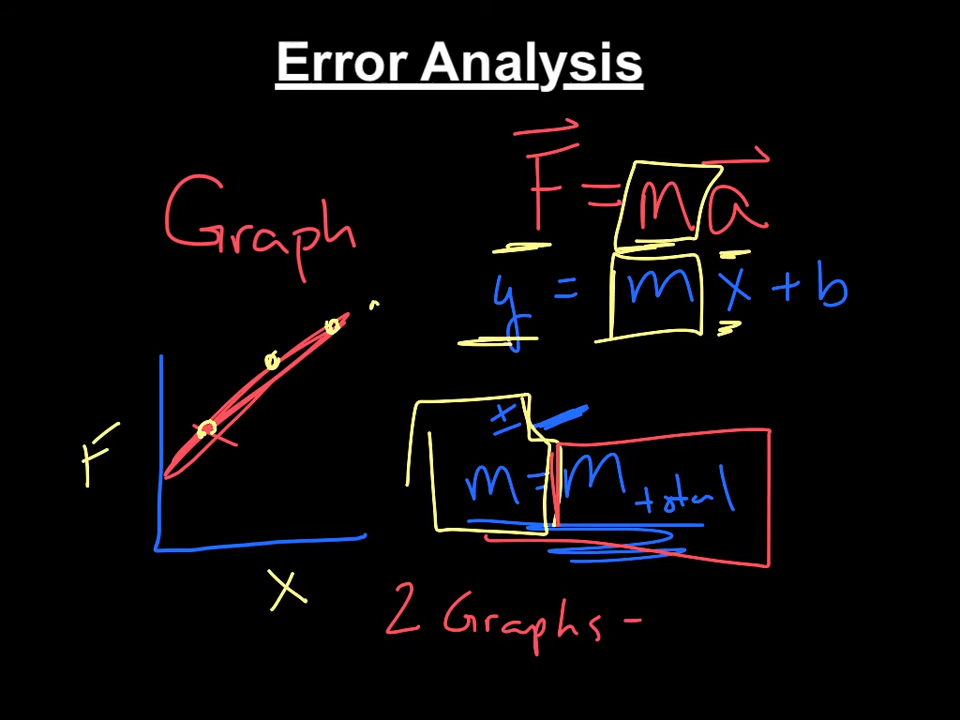 Error Analysis
F = ma
Graph
y = mx + b
F
m = m total
X
2 Graphs -